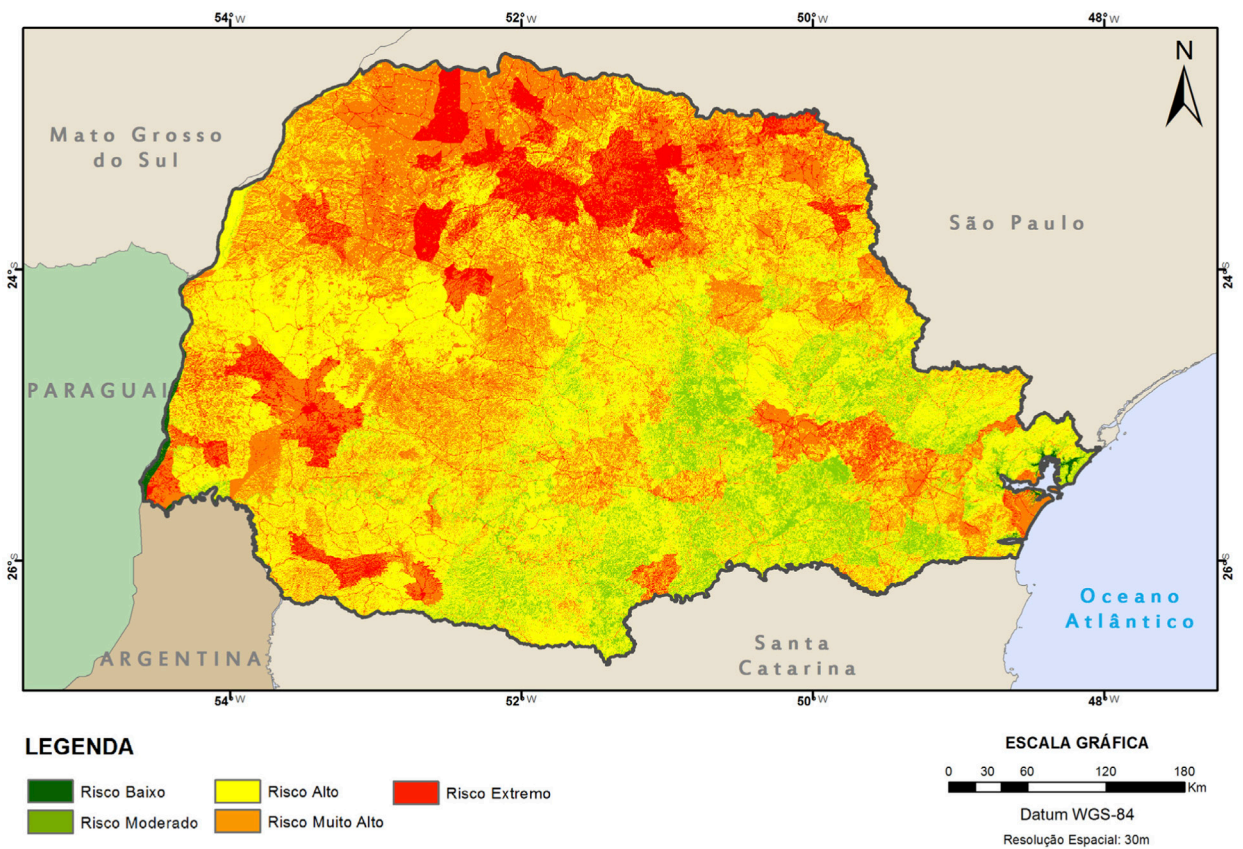 54°W 52°W 50°W 48°W
N
Mato Grosso
do Sul
São Paulo
24°S 24°S
PARAGUAI
26°S 26°S
Oceano
Atlântico
Santa
Catarina
ARGENTINA
54°W 52°W 50°W 48°W
LEGENDA
Risco Baixo
Risco Moderado
Risco Alto
Risco Muito Alto
Risco Extremo
ESCALA GRÁFICA
0 30 60 120 180
Km
Datum WGS-84
Resolução Espacial: 30m